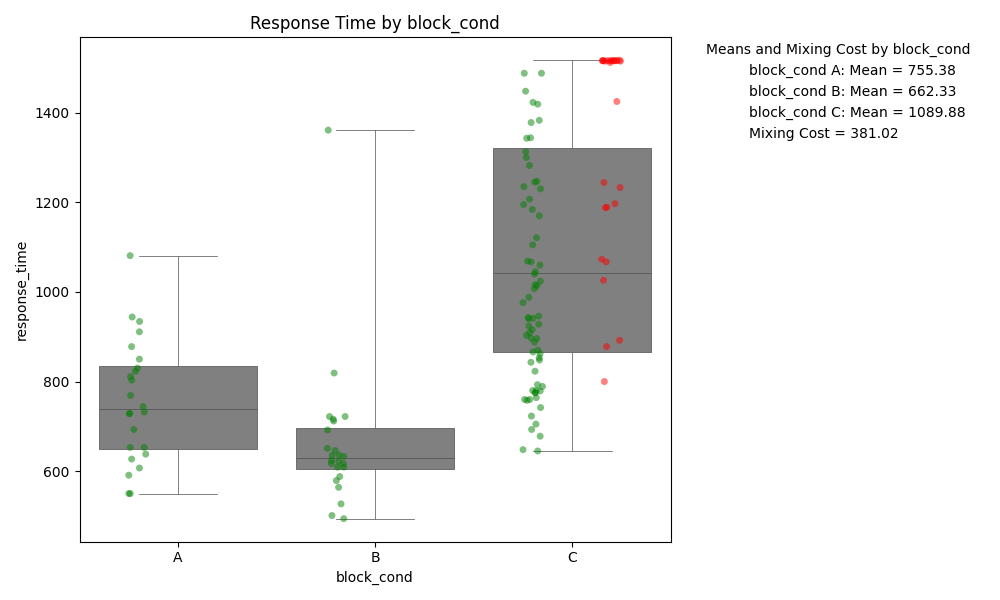 Response Time by block_cond
Means and Mixing Cost by block_cond
block_cond A: Mean = 755.38
block_cond B: Mean = 662.33
block_cond C: Mean = 1089.88
Mixing Cost = 381.02
response_time
1400
1200
1000
800
600
A
B
C
block_cond